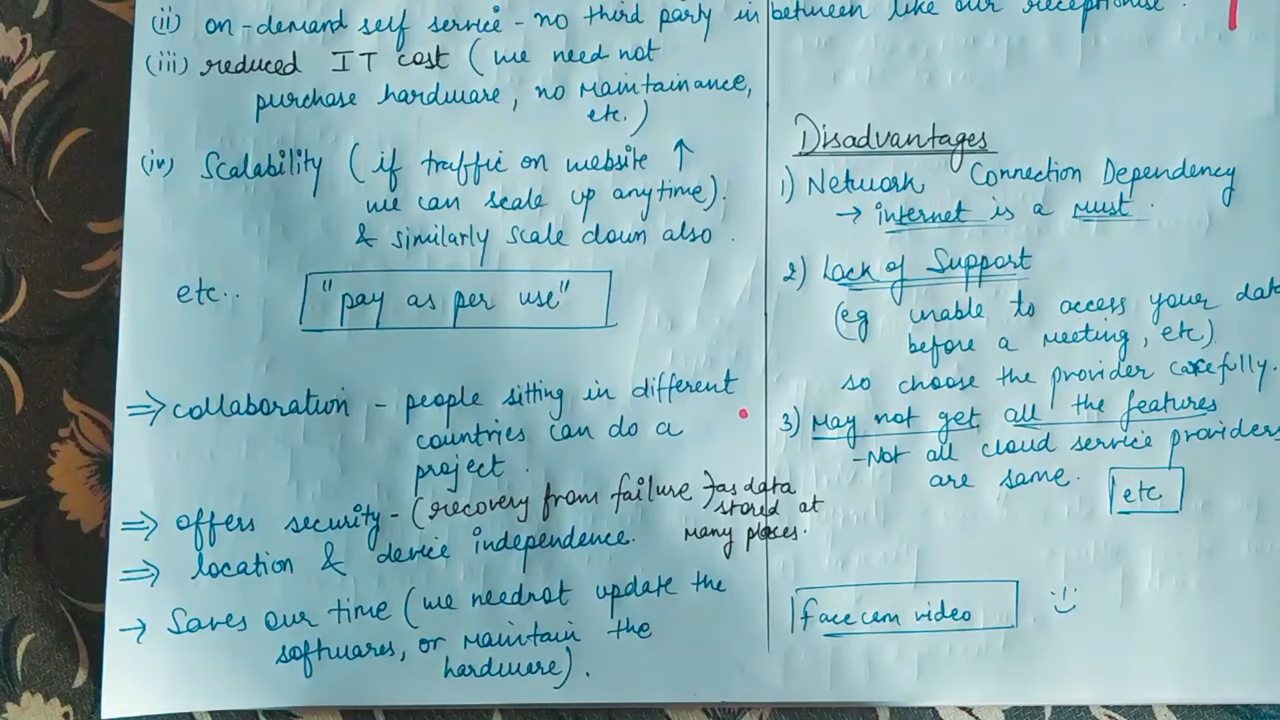 (ii) on-demand self service - no third party in between like our receptionist.
(iii) reduced IT cost (we need not
purchase hardware, no maintainance,
etc.)
(iv) Scalability (if traffic on website ↑
we can scale up anytime).
& similarly scale down also.
etc.. "pay as per use"
⇒ collaboration - people sitting in different
countries can do a
project.
⇒ offers security - (recovery from failure) as data
stored at
many places.
⇒ location & device independence.
→ Saves our time (we neednot update the
softwares, or maintain the
hardware).
Disadvantages
1) Network Connection Dependency
→ internet is a must.
2) Lack of Support
(eg unable to access your data
before a meeting, etc)
so choose the provider carefully.
3) May not get all the features
- Not all cloud service providers
are same.
etc
facecam video :)